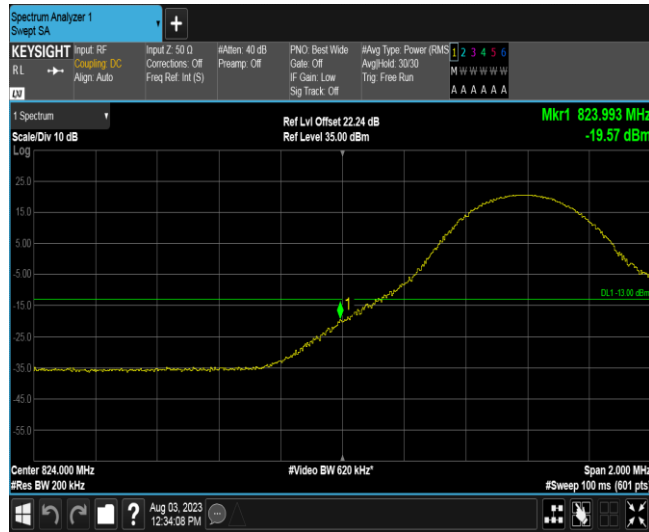 Spectrum Analyzer 1
Swept SA
+
KEYSIGHT Input: RF Input Z: 50 Ω #Atten: 40 dB PNO: Best Wide #Avg Type: Power (RMS 1 2 3 4 5 6
RL Coupling: DC Corrections: Off Preamp: Off Gate: Off Avg|Hold: 30/30 M W W W W W
Align: Auto Freq Ref: Int (S) IF Gain: Low Trig: Free Run
LXI Sig Track: Off A A A A A A
1 Spectrum Ref Lvl Offset 22.24 dB Mkr1 823.993 MHz
Scale/Div 10 dB Ref Level 35.00 dBm -19.57 dBm
Log
25.0
15.0
5.00
-5.00
DL1 -13.00 dBm
-15.0 1
-25.0
-35.0
-45.0
-55.0
Center 824.000 MHz #Video BW 620 kHz* Span 2.000 MHz
#Res BW 200 kHz #Sweep 100 ms (601 pts)
? Aug 03, 2023
12:34:08 PM